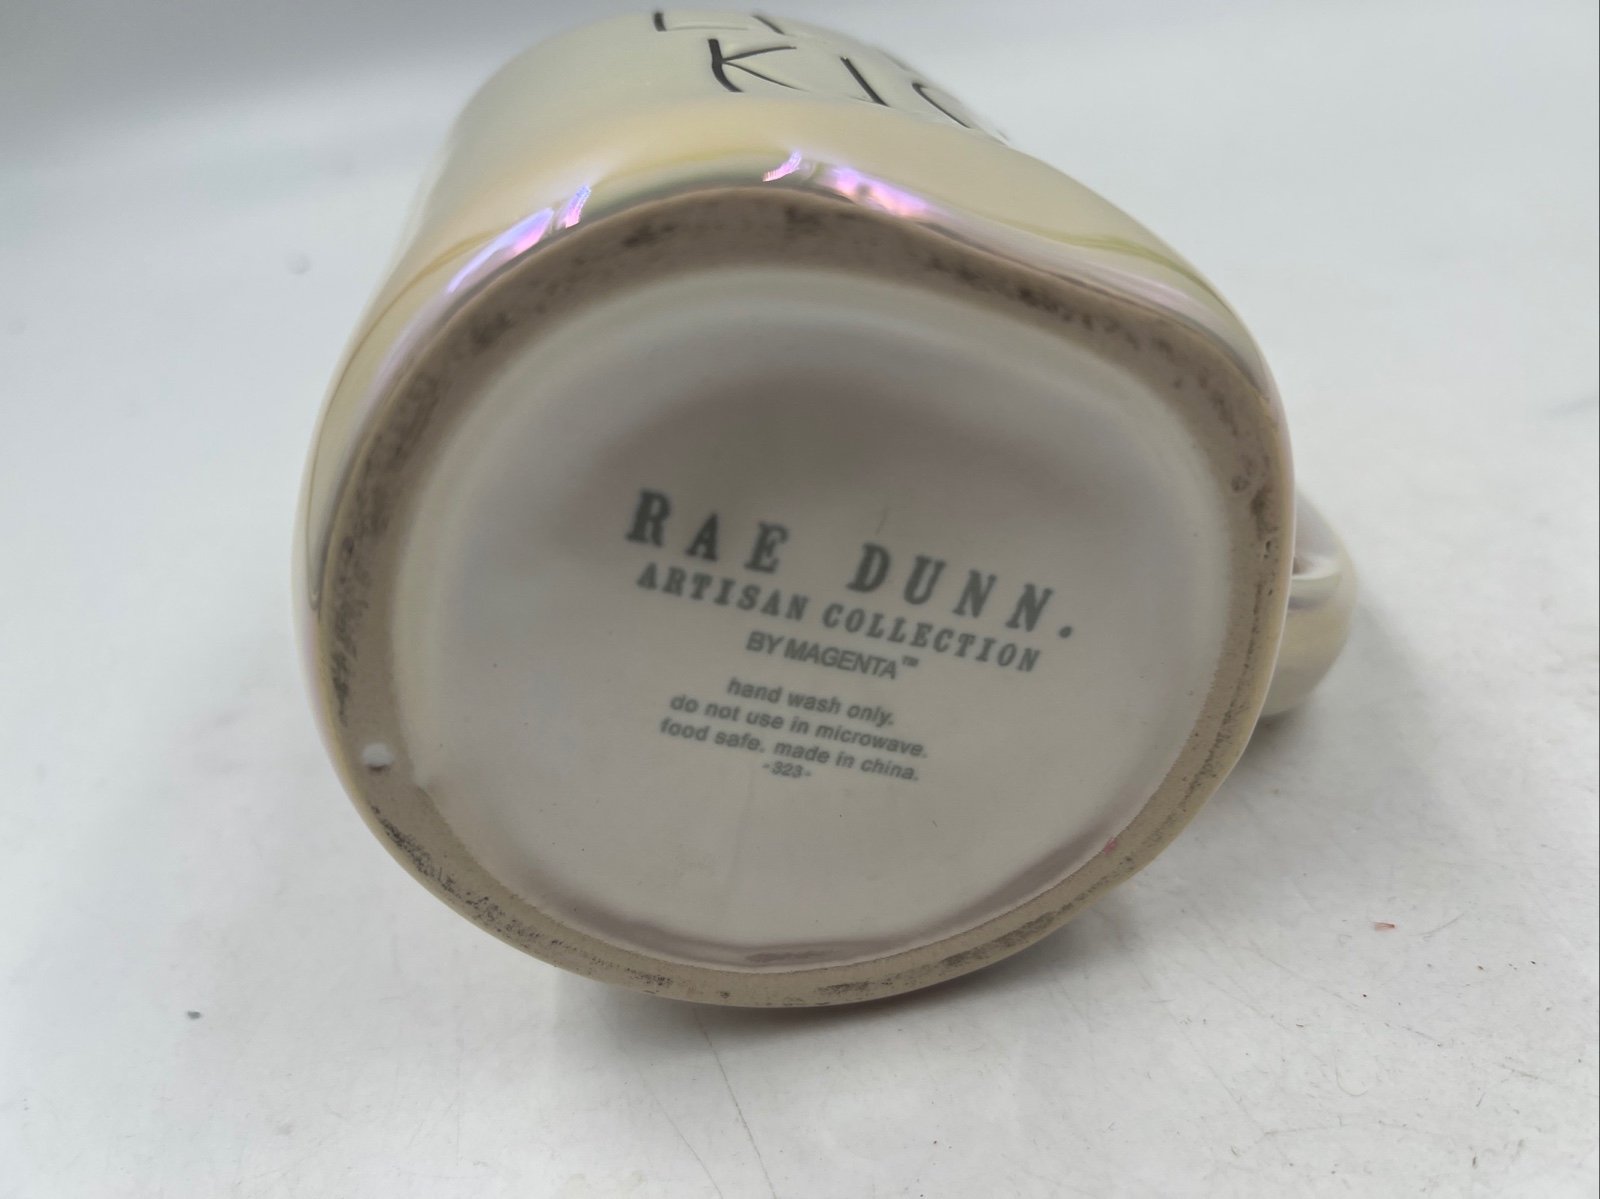 RAE DUNN.
ARTISAN COLLECTION
BY MAGENTA™
hand wash only.
do not use in microwave.
food safe. made in china.
-323-